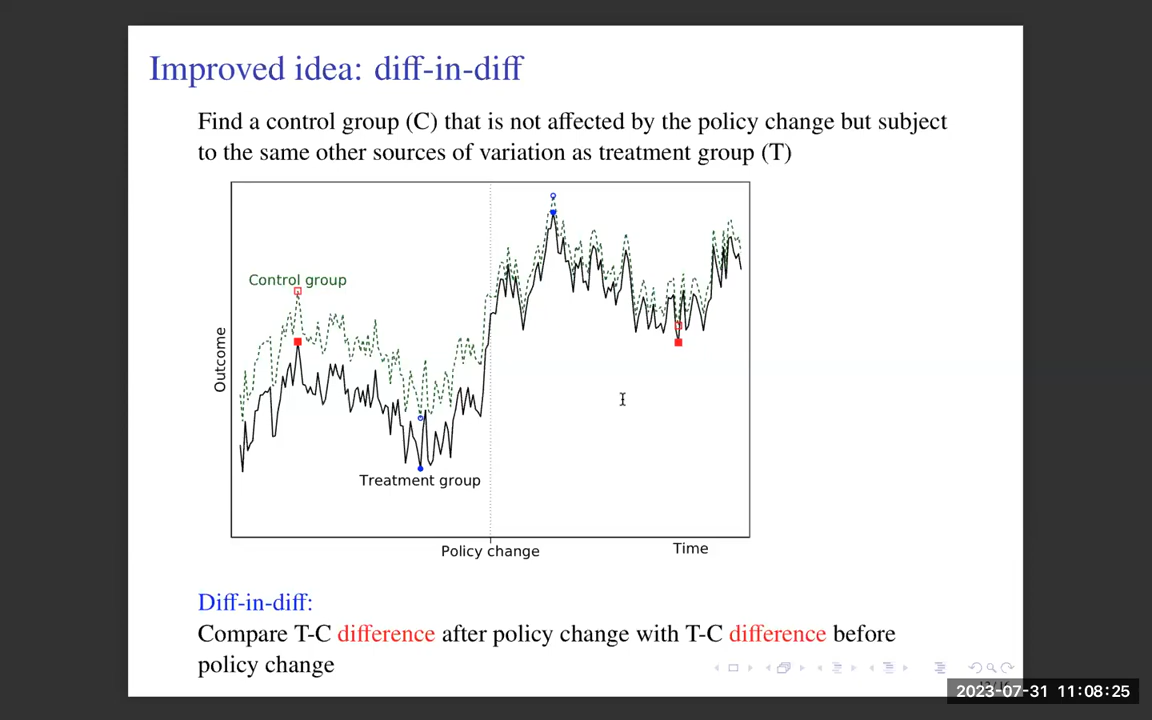 Improved idea: diff-in-diff
Find a control group (C) that is not affected by the policy change but subject
to the same other sources of variation as treatment group (T)
Control group
Outcome
Treatment group
Policy change
Time
Diff-in-diff:
Compare T-C difference after policy change with T-C difference before
policy change
2023-07-31 11:08:25